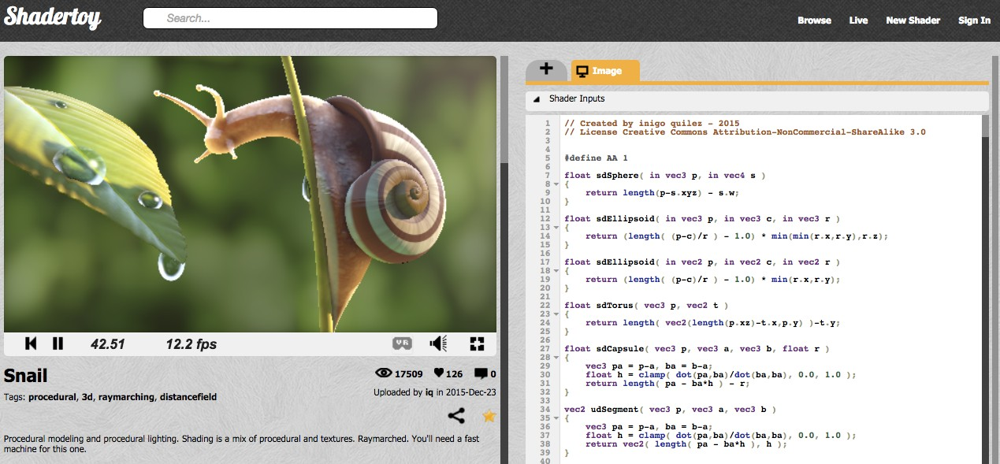 Shadertoy
Search...
Browse Live New Shader Sign In
42.51 12.2 fps VR
Snail
17509 126 0
Uploaded by iq in 2015-Dec-23
Tags: procedural, 3d, raymarching, distancefield
Procedural modeling and procedural lighting. Shading is a mix of procedural and textures. Raymarched. You'll need a fast
machine for this one.
+ Image
Shader Inputs
1 // Created by inigo quilez - 2015
2 // License Creative Commons Attribution-NonCommercial-ShareAlike 3.0
3
4
5 #define AA 1
6
7 float sdSphere( in vec3 p, in vec4 s )
8 {
9 return length(p-s.xyz) - s.w;
10 }
11
12 float sdEllipsoid( in vec3 p, in vec3 c, in vec3 r )
13 {
14 return (length( (p-c)/r ) - 1.0) * min(min(r.x,r.y),r.z);
15 }
16
17 float sdEllipsoid( in vec2 p, in vec2 c, in vec2 r )
18 {
19 return (length( (p-c)/r ) - 1.0) * min(r.x,r.y);
20 }
21
22 float sdTorus( vec3 p, vec2 t )
23 {
24 return length( vec2(length(p.xz)-t.x,p.y) )-t.y;
25 }
26
27 float sdCapsule( vec3 p, vec3 a, vec3 b, float r )
28 {
29 vec3 pa = p-a, ba = b-a;
30 float h = clamp( dot(pa,ba)/dot(ba,ba), 0.0, 1.0 );
31 return length( pa - ba*h ) - r;
32 }
33
34 vec2 udSegment( vec3 p, vec3 a, vec3 b )
35 {
36 vec3 pa = p-a, ba = b-a;
37 float h = clamp( dot(pa,ba)/dot(ba,ba), 0.0, 1.0 );
38 return vec2( length( pa - ba*h ), h );
39 }
40